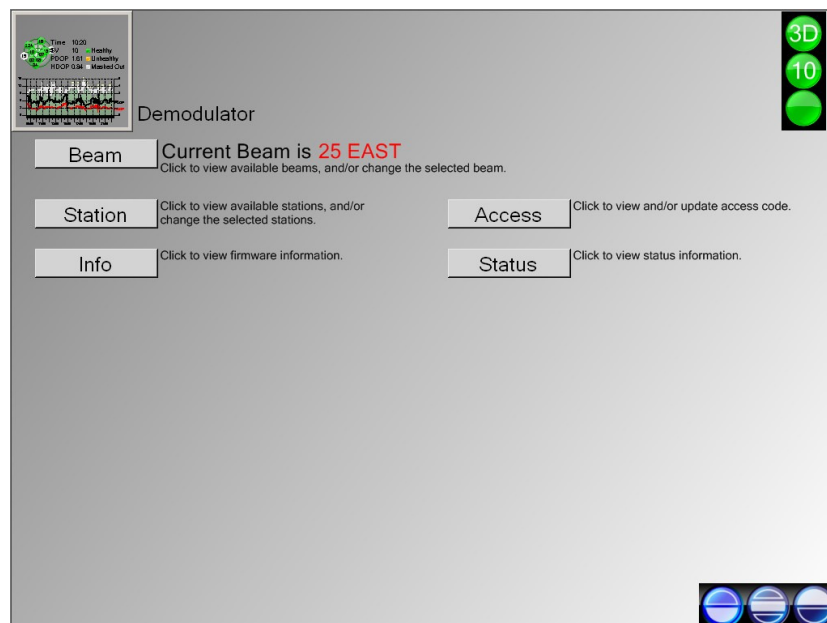 Time 10:20
SV 10 Healthy
PDOP 1.61 Unhealthy
HDOP 0.84 Masked Out
3D
10
Demodulator
Beam
Current Beam is 25 EAST
Click to view available beams, and/or change the selected beam.
Station
Click to view available stations, and/or
change the selected stations.
Access
Click to view and/or update access code.
Info
Click to view firmware information.
Status
Click to view status information.